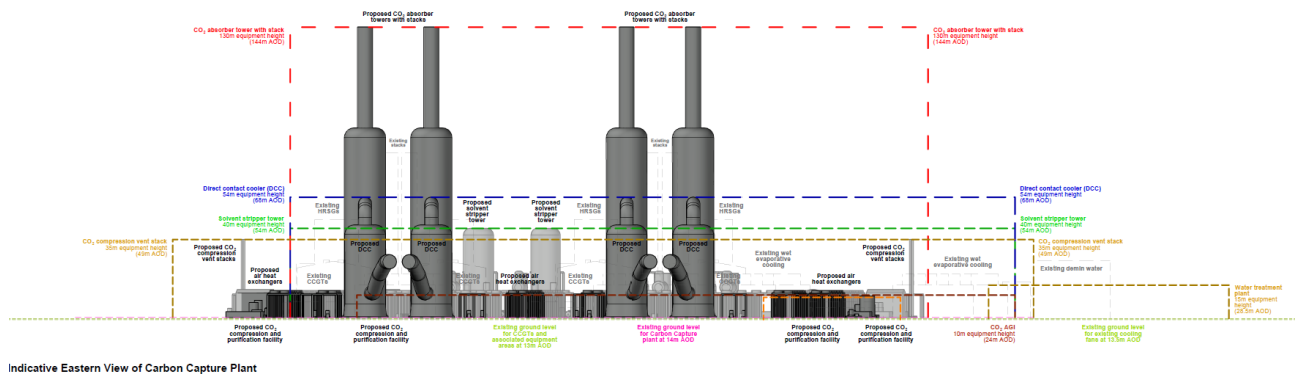 Proposed CO₂ absorber
towers with stacks
Proposed CO₂ absorber
towers with stacks
CO₂ absorber tower with stack
130m equipment height
(144m AOD)
CO₂ absorber tower with stack
130m equipment height
(144m AOD)
Existing
stacks
Existing
stacks
Direct contact cooler (DCC)
54m equipment height
(68m AOD)
Direct contact cooler (DCC)
54m equipment height
(68m AOD)
Existing
HRSGs
Proposed
solvent
stripper
tower
Proposed
solvent
stripper
tower
Existing
HRSGs
Existing
HRSGs
Solvent stripper tower
40m equipment height
(54m AOD)
Solvent stripper tower
40m equipment height
(54m AOD)
CO₂ compression vent stack
35m equipment height
(49m AOD)
Proposed CO₂
compression
vent stacks
Proposed
DCC
Proposed
DCC
Proposed
DCC
Proposed
DCC
Existing wet
evaporative
cooling
Proposed CO₂
compression
vent stacks
CO₂ compression vent stack
35m equipment height
(49m AOD)
Existing wet
evaporative cooling
Existing demin water
Proposed
air heat
exchangers
Existing
CCGTs
Existing
CCGTs
Proposed air
heat exchangers
Existing
CCGTs
Proposed air
heat exchangers
Water treatment
plant
15m equipment
height
(28.5m AOD)
Proposed CO₂
compression and
purification facility
Proposed CO₂
compression and
purification facility
Existing ground level
for CCGTs and
associated equipment
areas at 13m AOD
Existing ground level
for Carbon Capture
plant at 14m AOD
Proposed CO₂
compression and
purification facility
Proposed CO₂
compression and
purification facility
CO₂ AGI
10m equipment height
(24m AOD)
Existing ground level
for existing cooling
fans at 13.5m AOD
Indicative Eastern View of Carbon Capture Plant